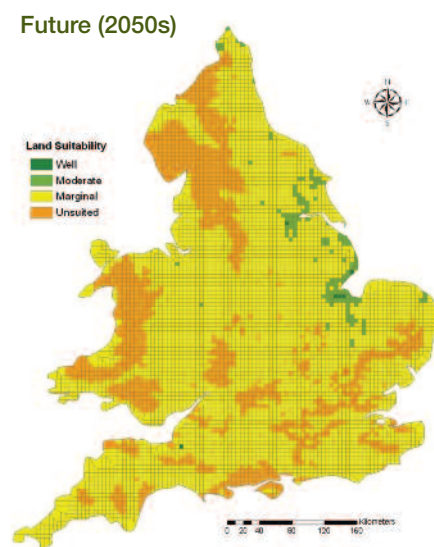 Future (2050s)
N
W
S
Land Suitability
Well
Moderate
Marginal
Unsuited
Kilometers
0 20 40 80 120 160